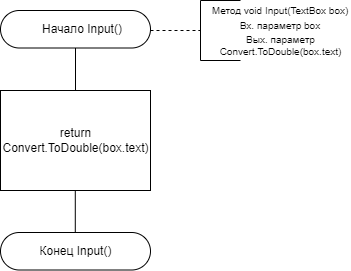 Начало Input()
Метод void Input(TextBox box)
Вх. параметр box
Вых. параметр
Convert.ToDouble(box.text)
return
Convert.ToDouble(box.text)
Конец Input()